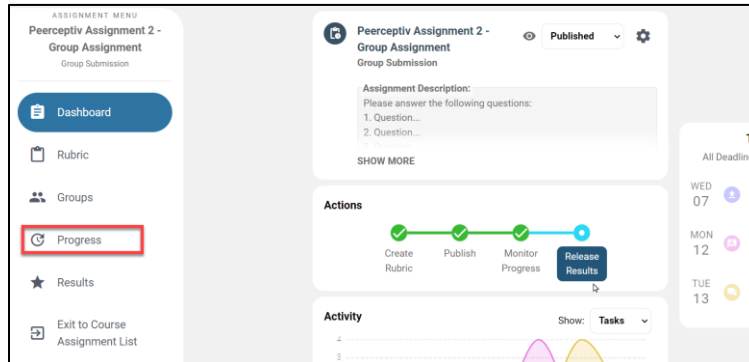 ASSIGNMENT MENU
Peerceptiv Assignment 2 -
Group Assignment
Group Submission
Dashboard
Rubric
Groups
Progress
Results
Exit to Course
Assignment List
Peerceptiv Assignment 2 -
Group Assignment
Group Submission
Published
Assignment Description:
Please answer the following questions:
1. Question...
2. Question...
SHOW MORE
Actions
Create
Rubric
Publish
Monitor
Progress
Release
Results
Activity
Show: Tasks
4
3
All Deadlin
WED
07
MON
12
TUE
13